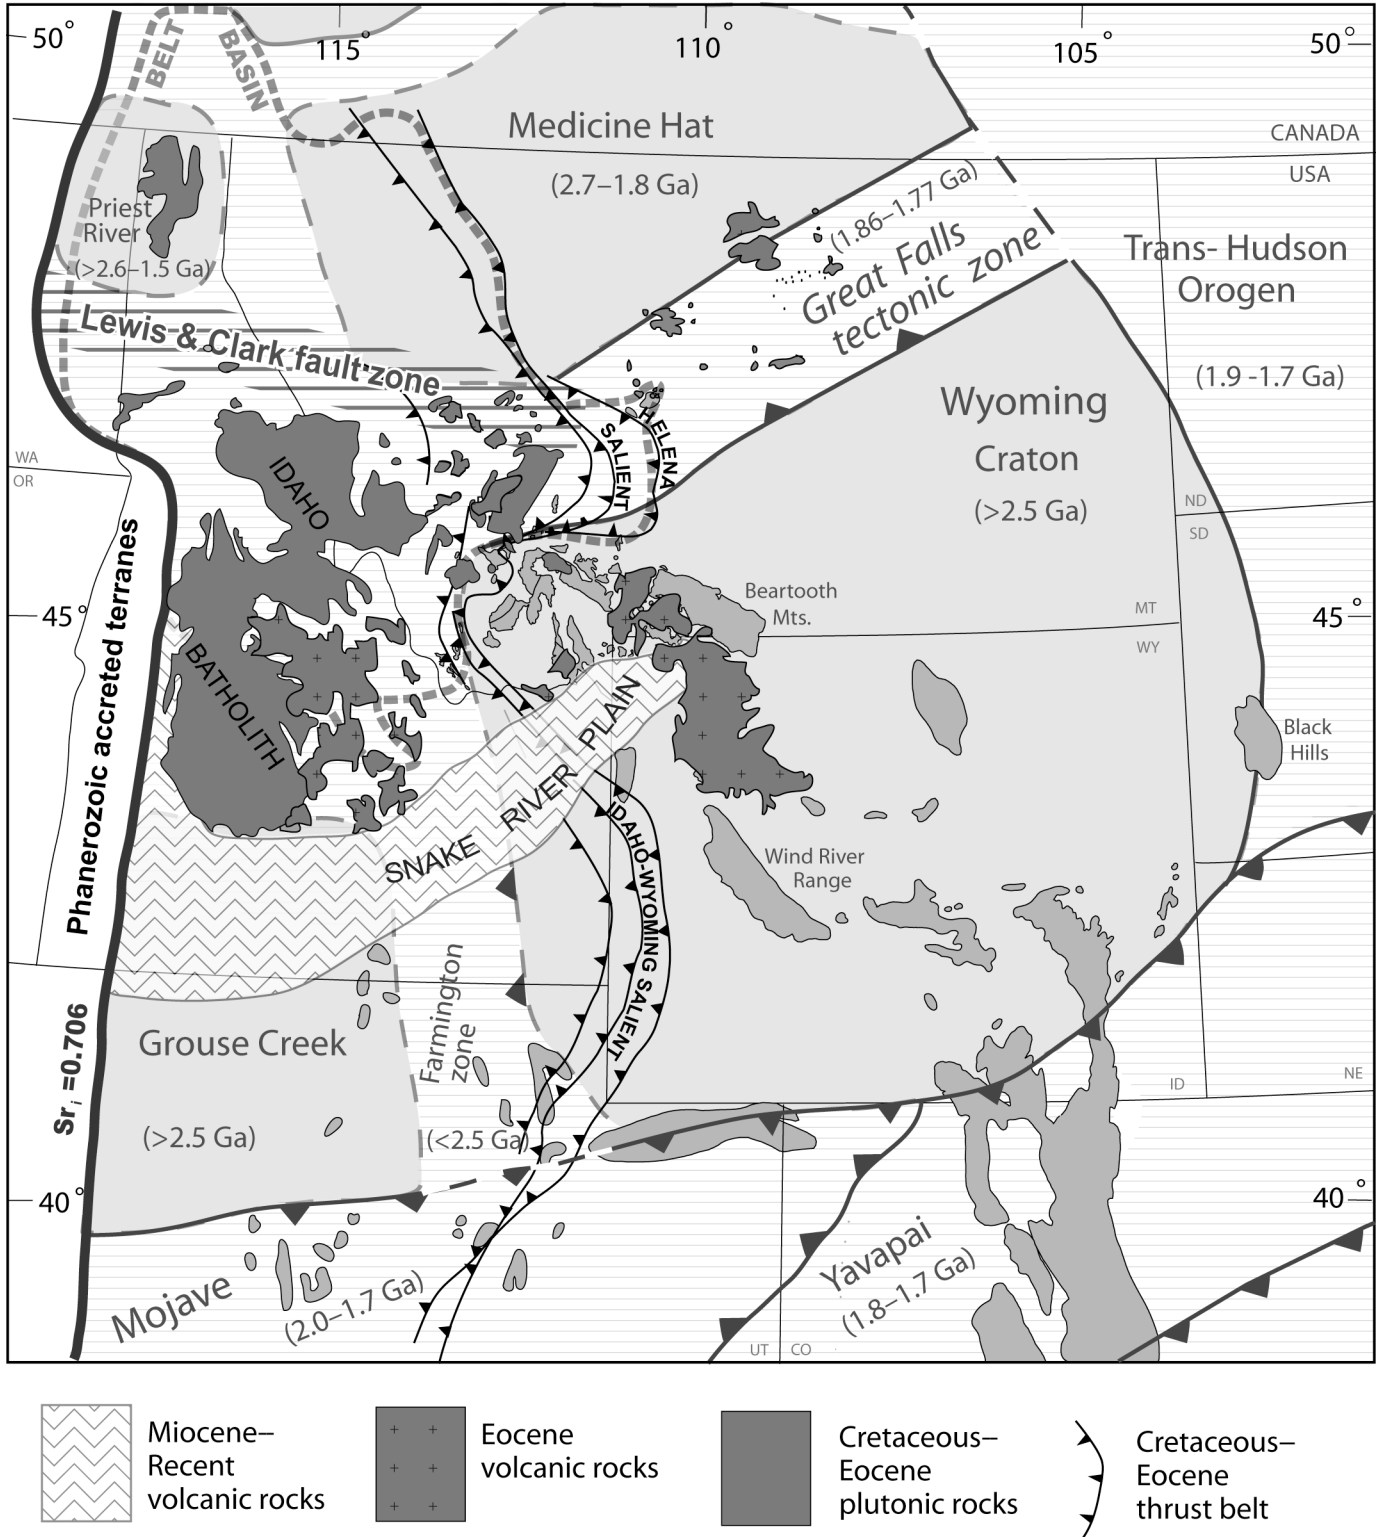 50°
115°
110°
105°
50°
BELT
BASIN
Medicine Hat
(2.7–1.8 Ga)
CANADA
USA
Priest
River
(>2.6–1.5 Ga)
(1.86–1.77 Ga)
Great Falls
tectonic zone
Trans- Hudson
Orogen
(1.9 -1.7 Ga)
Lewis & Clark fault zone
HELENA
SALIENT
Wyoming
Craton
(>2.5 Ga)
WA
OR
IDAHO
BATHOLITH
ND
SD
Phanerozoic accreted terranes
45°
Beartooth
Mts.
MT
WY
45°
SNAKE RIVER PLAIN
Black
Hills
IDAHO-WYOMING SALIENT
Wind River
Range
Farmington
zone
(<2.5 Ga)
Grouse Creek
(>2.5 Ga)
Sri =0.706
ID
NE
40°
40°
Mojave
(2.0–1.7 Ga)
Yavapai
(1.8–1.7 Ga)
UT
CO
Miocene–
Recent
volcanic rocks
Eocene
volcanic rocks
Cretaceous–
Eocene
plutonic rocks
Cretaceous–
Eocene
thrust belt